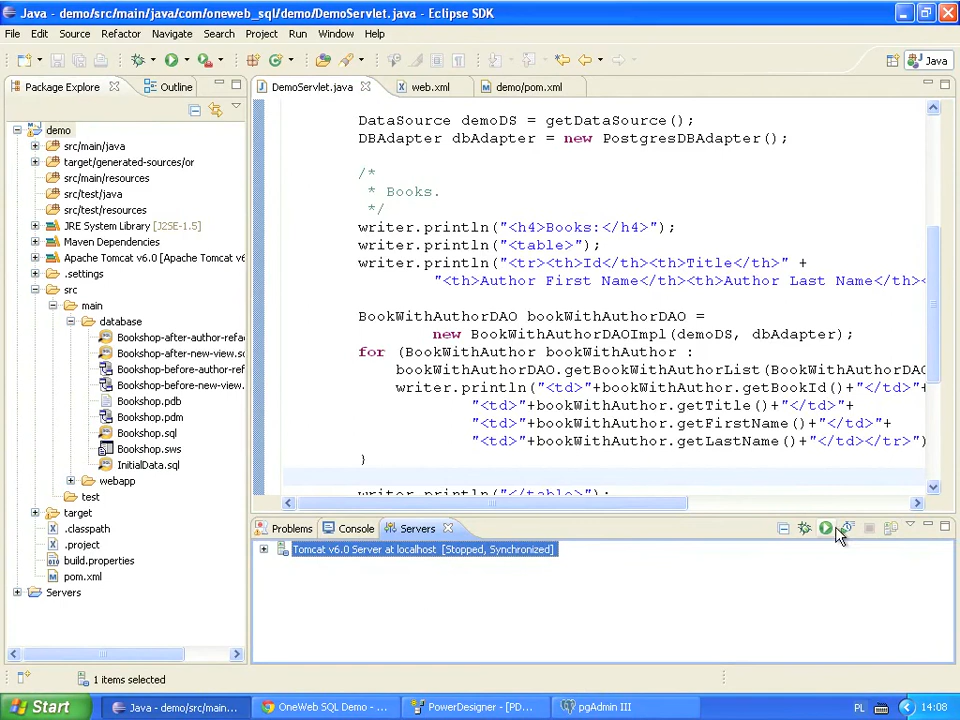 Java - demo/src/main/java/com/oneweb_sql/demo/DemoServlet.java - Eclipse SDK
File Edit Source Refactor Navigate Search Project Run Window Help
Java
Package Explorer Outline
DemoServlet.java web.xml demo/pom.xml
demo
src/main/java
target/generated-sources/or
src/main/resources
src/test/java
src/test/resources
JRE System Library [J2SE-1.5]
Maven Dependencies
Apache Tomcat v6.0 [Apache Tomcat v6
.settings
src
main
database
Bookshop-after-author-refa
Bookshop-after-new-view.sc
Bookshop-before-author-ref
Bookshop-before-new-view.
Bookshop.pdb
Bookshop.pdm
Bookshop.sql
Bookshop.sws
InitialData.sql
webapp
test
target
.classpath
.project
build.properties
pom.xml
Servers
DataSource demoDS = getDataSource();
DBAdapter dbAdapter = new PostgresDBAdapter();
/*
* Books.
*/
writer.println("<h4>Books:</h4>");
writer.println("<table>");
writer.println("<tr><th>Id</th><th>Title</th>" +
"<th>Author First Name</th><th>Author Last Name</th><
BookWithAuthorDAO bookWithAuthorDAO =
new BookWithAuthorDAOImpl(demoDS, dbAdapter);
for (BookWithAuthor bookWithAuthor :
bookWithAuthorDAO.getBookWithAuthorList(BookWithAuthorDAO
writer.println("<td>"+bookWithAuthor.getBookId()+"</td>"+
"<td>"+bookWithAuthor.getTitle()+"</td>"+
"<td>"+bookWithAuthor.getFirstName()+"</td>"+
"<td>"+bookWithAuthor.getLastName()+"</td></tr>")
}
writer.println("</table>");
Problems Console Servers
Tomcat v6.0 Server at localhost [Stopped, Synchronized]
1 items selected
Start Java - demo/src/main... OneWeb SQL Demo - ... PowerDesigner - [PD... pgAdmin III PL 14:08